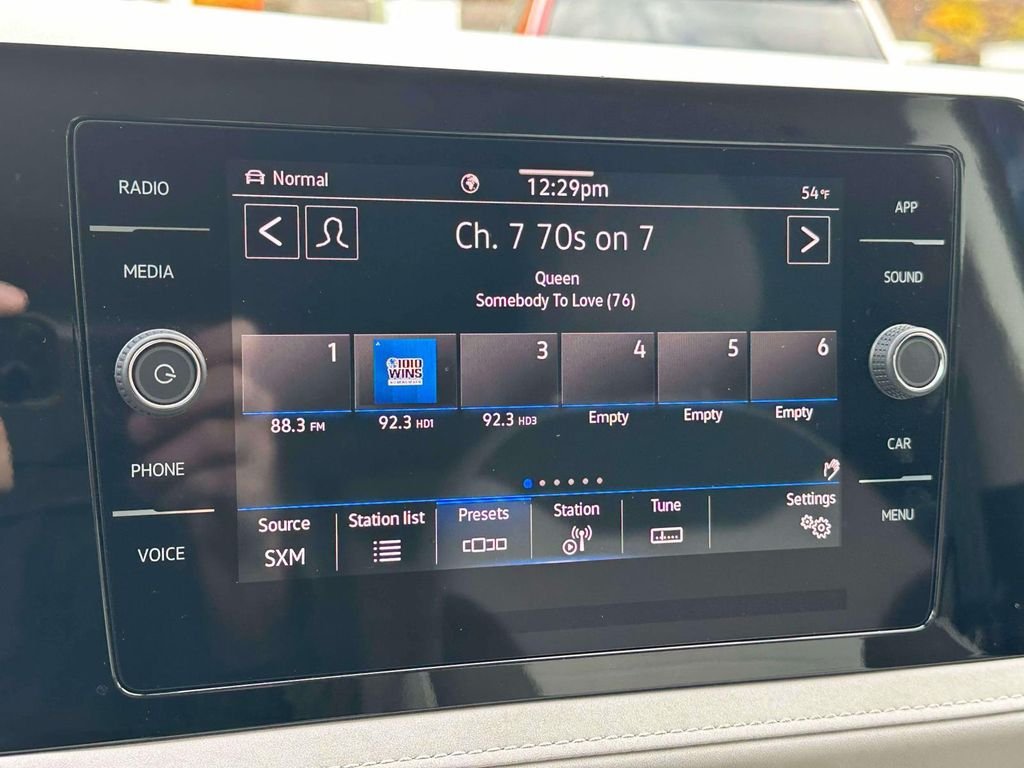 RADIO
MEDIA
PHONE
VOICE
Normal
12:29pm
54°F
Ch. 7 70s on 7
Queen
Somebody To Love (76)
1
1010
WINS
3
4
5
6
88.3 FM
92.3 HD1
92.3 HD3
Empty
Empty
Empty
Source
SXM
Station list
Presets
Station
Tune
Settings
APP
SOUND
CAR
MENU